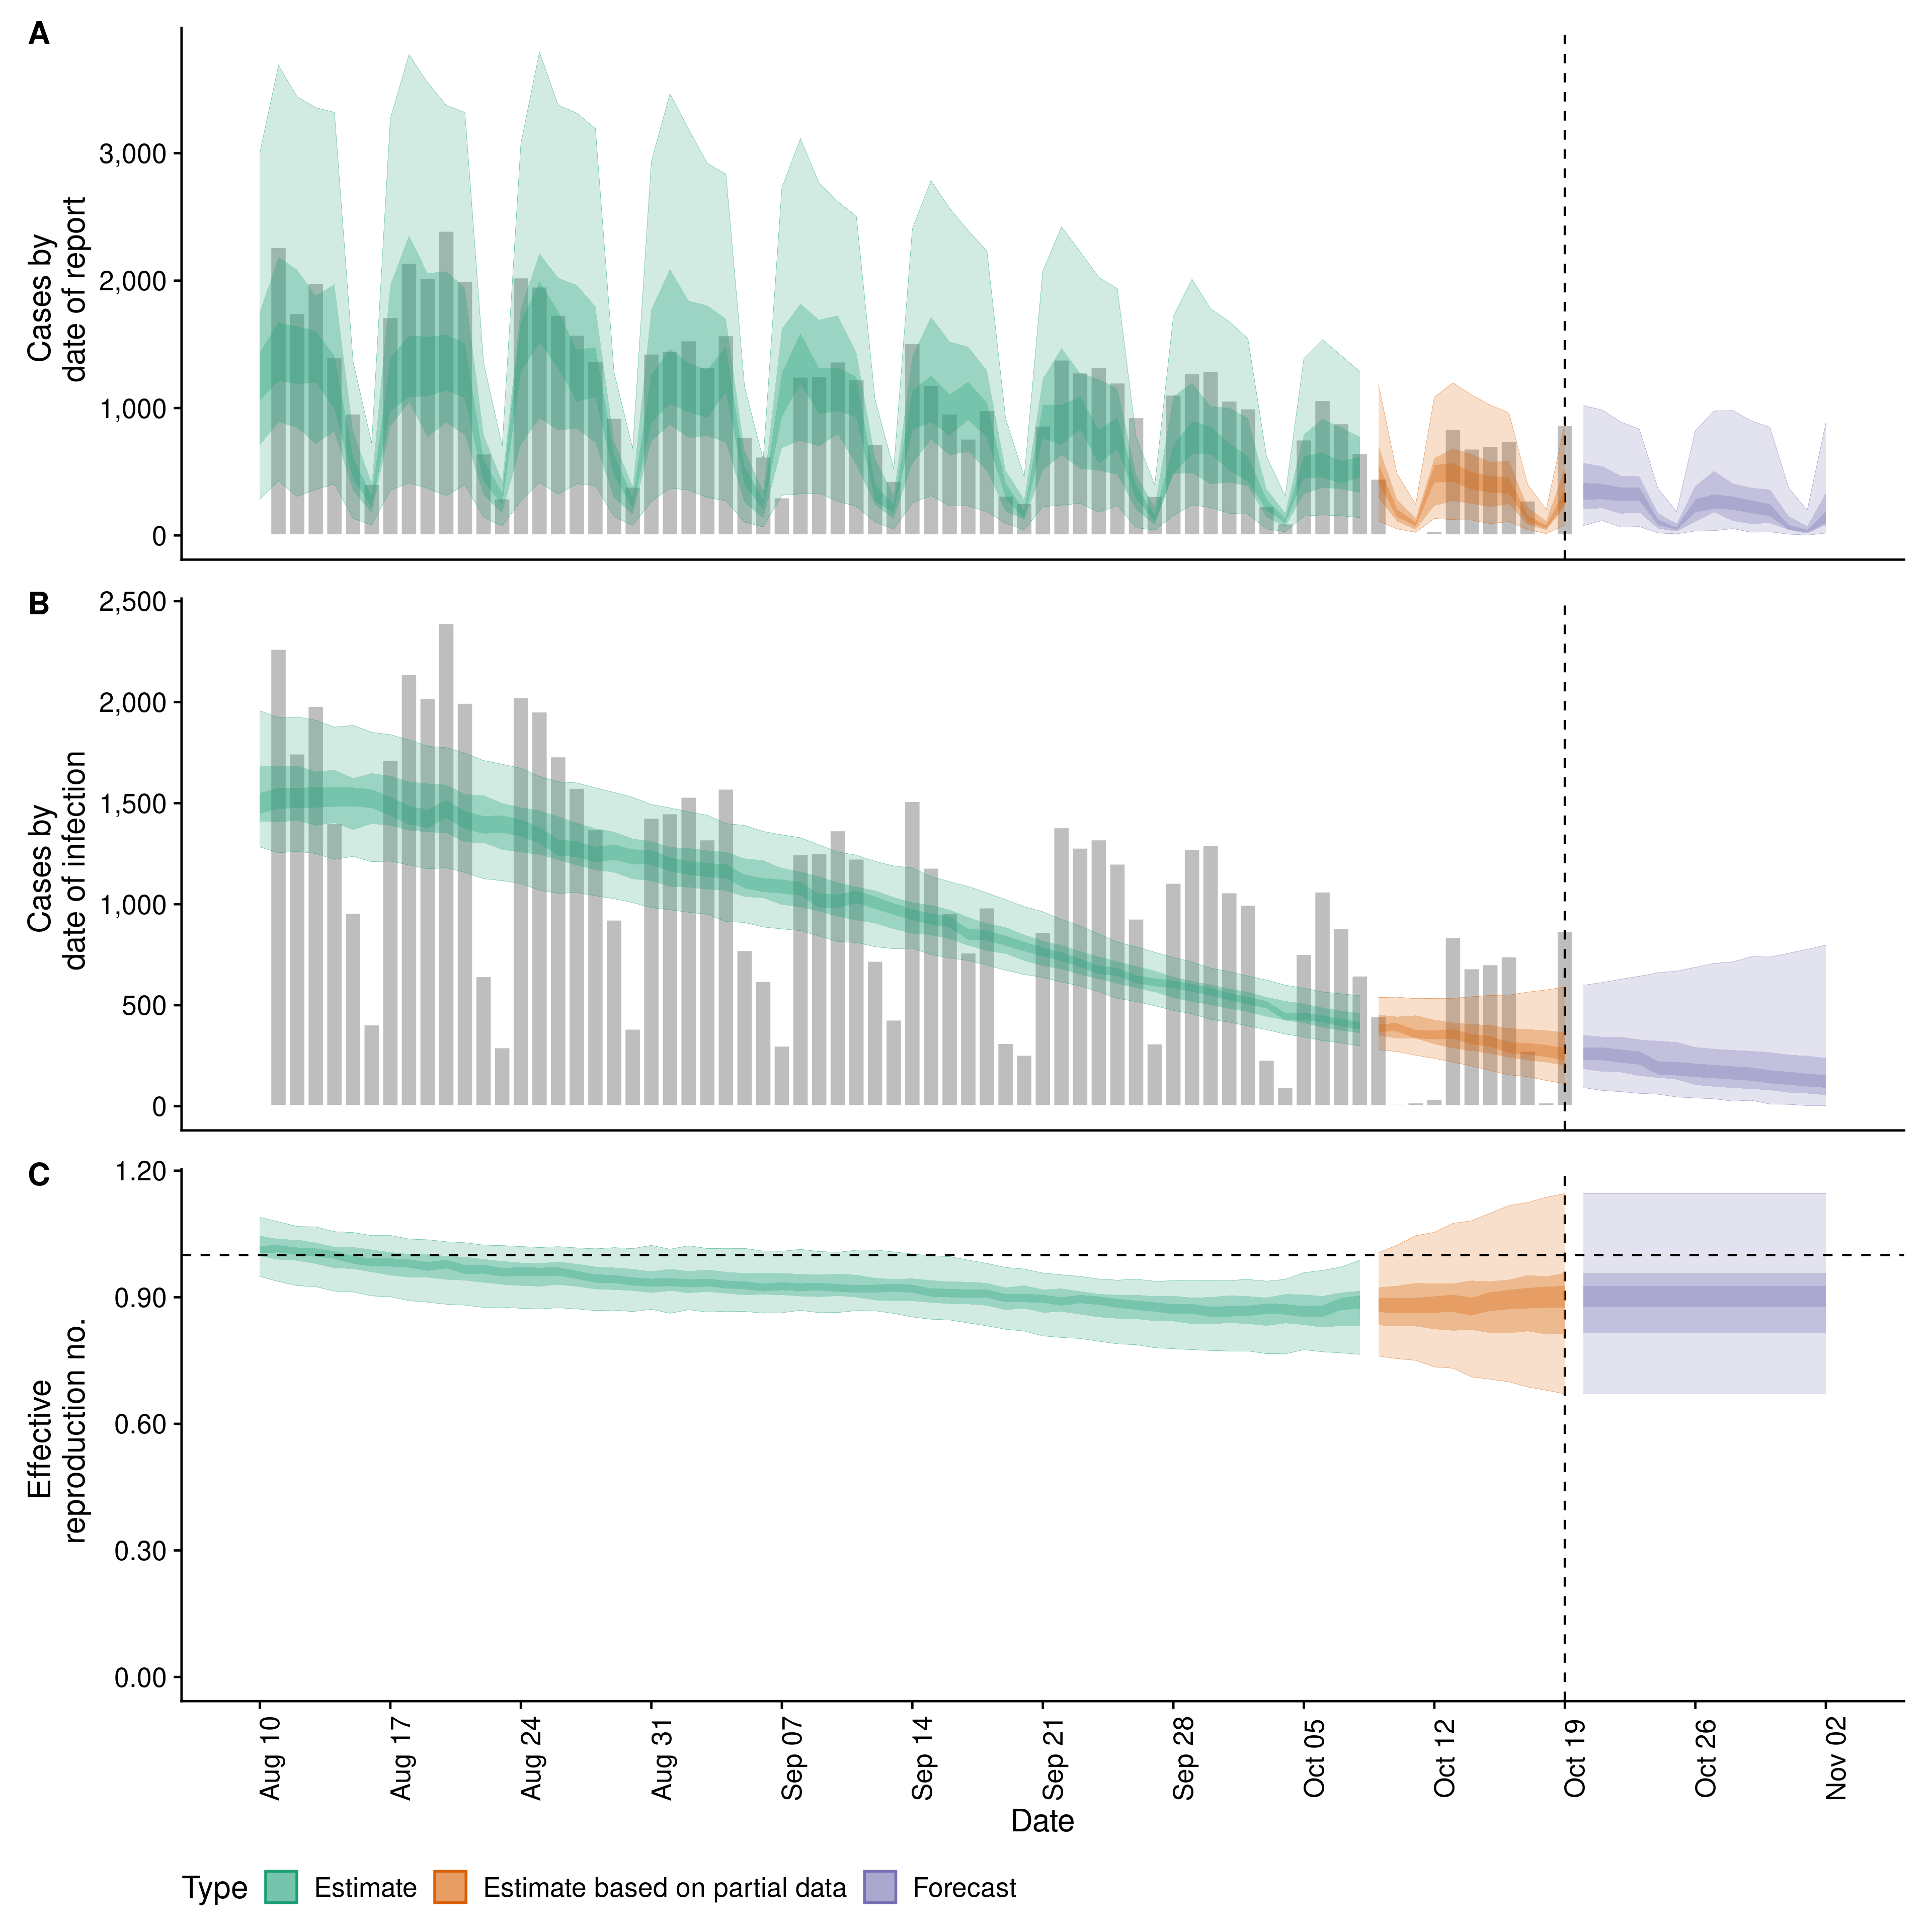 A
Cases by
date of report
3,000
2,000
1,000
0
B
Cases by
date of infection
2,500
2,000
1,500
1,000
500
0
C
Effective
reproduction no.
1.20
0.90
0.60
0.30
0.00
Aug 10
Aug 17
Aug 24
Aug 31
Sep 07
Sep 14
Sep 21
Sep 28
Oct 05
Oct 12
Oct 19
Oct 26
Nov 02
Date
Type Estimate Estimate based on partial data Forecast